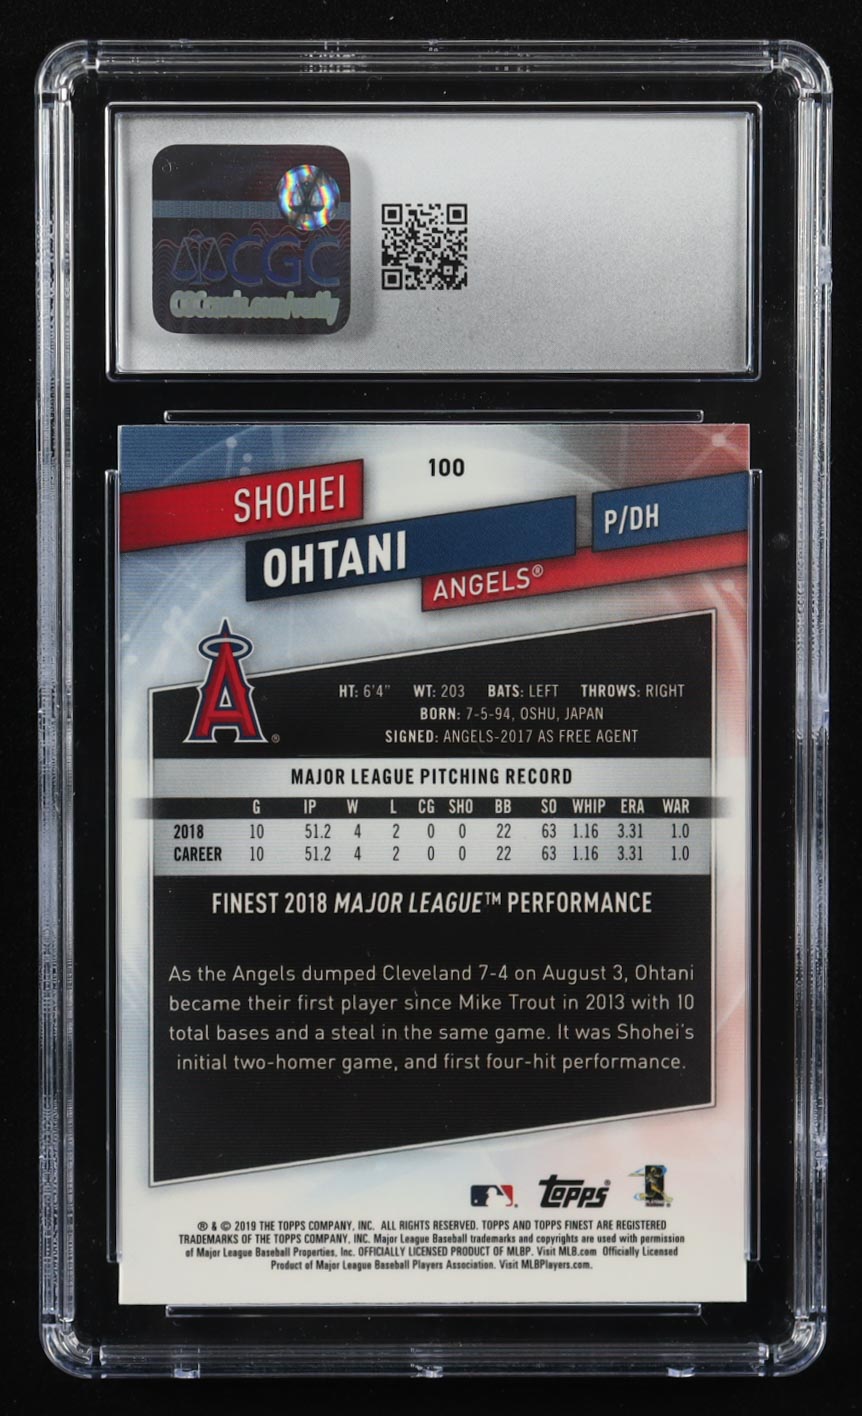 CGC
CGCcards.com/verify
100
SHOHEI
OHTANI
P/DH
ANGELS®
A®
HT: 6'4" WT: 203 BATS: LEFT THROWS: RIGHT
BORN: 7-5-94, OSHU, JAPAN
SIGNED: ANGELS-2017 AS FREE AGENT
MAJOR LEAGUE PITCHING RECORD
G IP W L CG SHO BB SO WHIP ERA WAR
2018 10 51.2 4 2 0 0 22 63 1.16 3.31 1.0
CAREER 10 51.2 4 2 0 0 22 63 1.16 3.31 1.0
FINEST 2018 MAJOR LEAGUE™ PERFORMANCE
As the Angels dumped Cleveland 7-4 on August 3, Ohtani
became their first player since Mike Trout in 2013 with 10
total bases and a steal in the same game. It was Shohei's
initial two-homer game, and first four-hit performance.
TOPPS®
® & © 2019 THE TOPPS COMPANY, INC. ALL RIGHTS RESERVED. TOPPS AND TOPPS FINEST ARE REGISTERED
TRADEMARKS OF THE TOPPS COMPANY, INC. Major League Baseball trademarks and copyrights are used with permission
of Major League Baseball Properties, Inc. OFFICIALLY LICENSED PRODUCT OF MLBP. Visit MLB.com Officially Licensed
Product of Major League Baseball Players Association. Visit MLBPlayers.com.